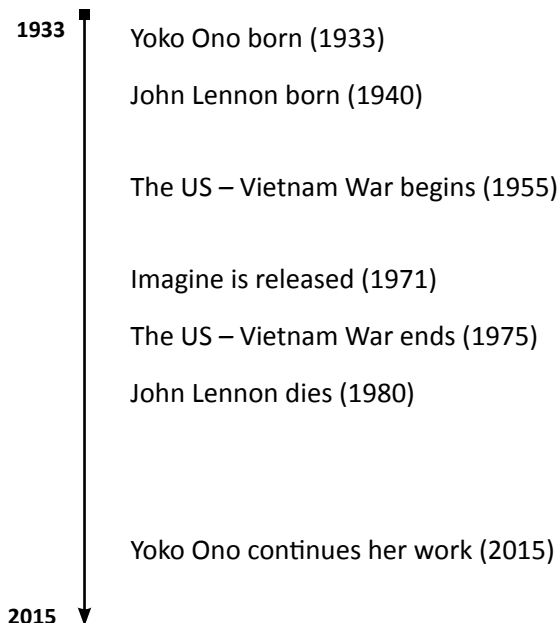 1933
Yoko Ono born (1933)
John Lennon born (1940)
The US – Vietnam War begins (1955)
Imagine is released (1971)
The US – Vietnam War ends (1975)
John Lennon dies (1980)
Yoko Ono continues her work (2015)
2015